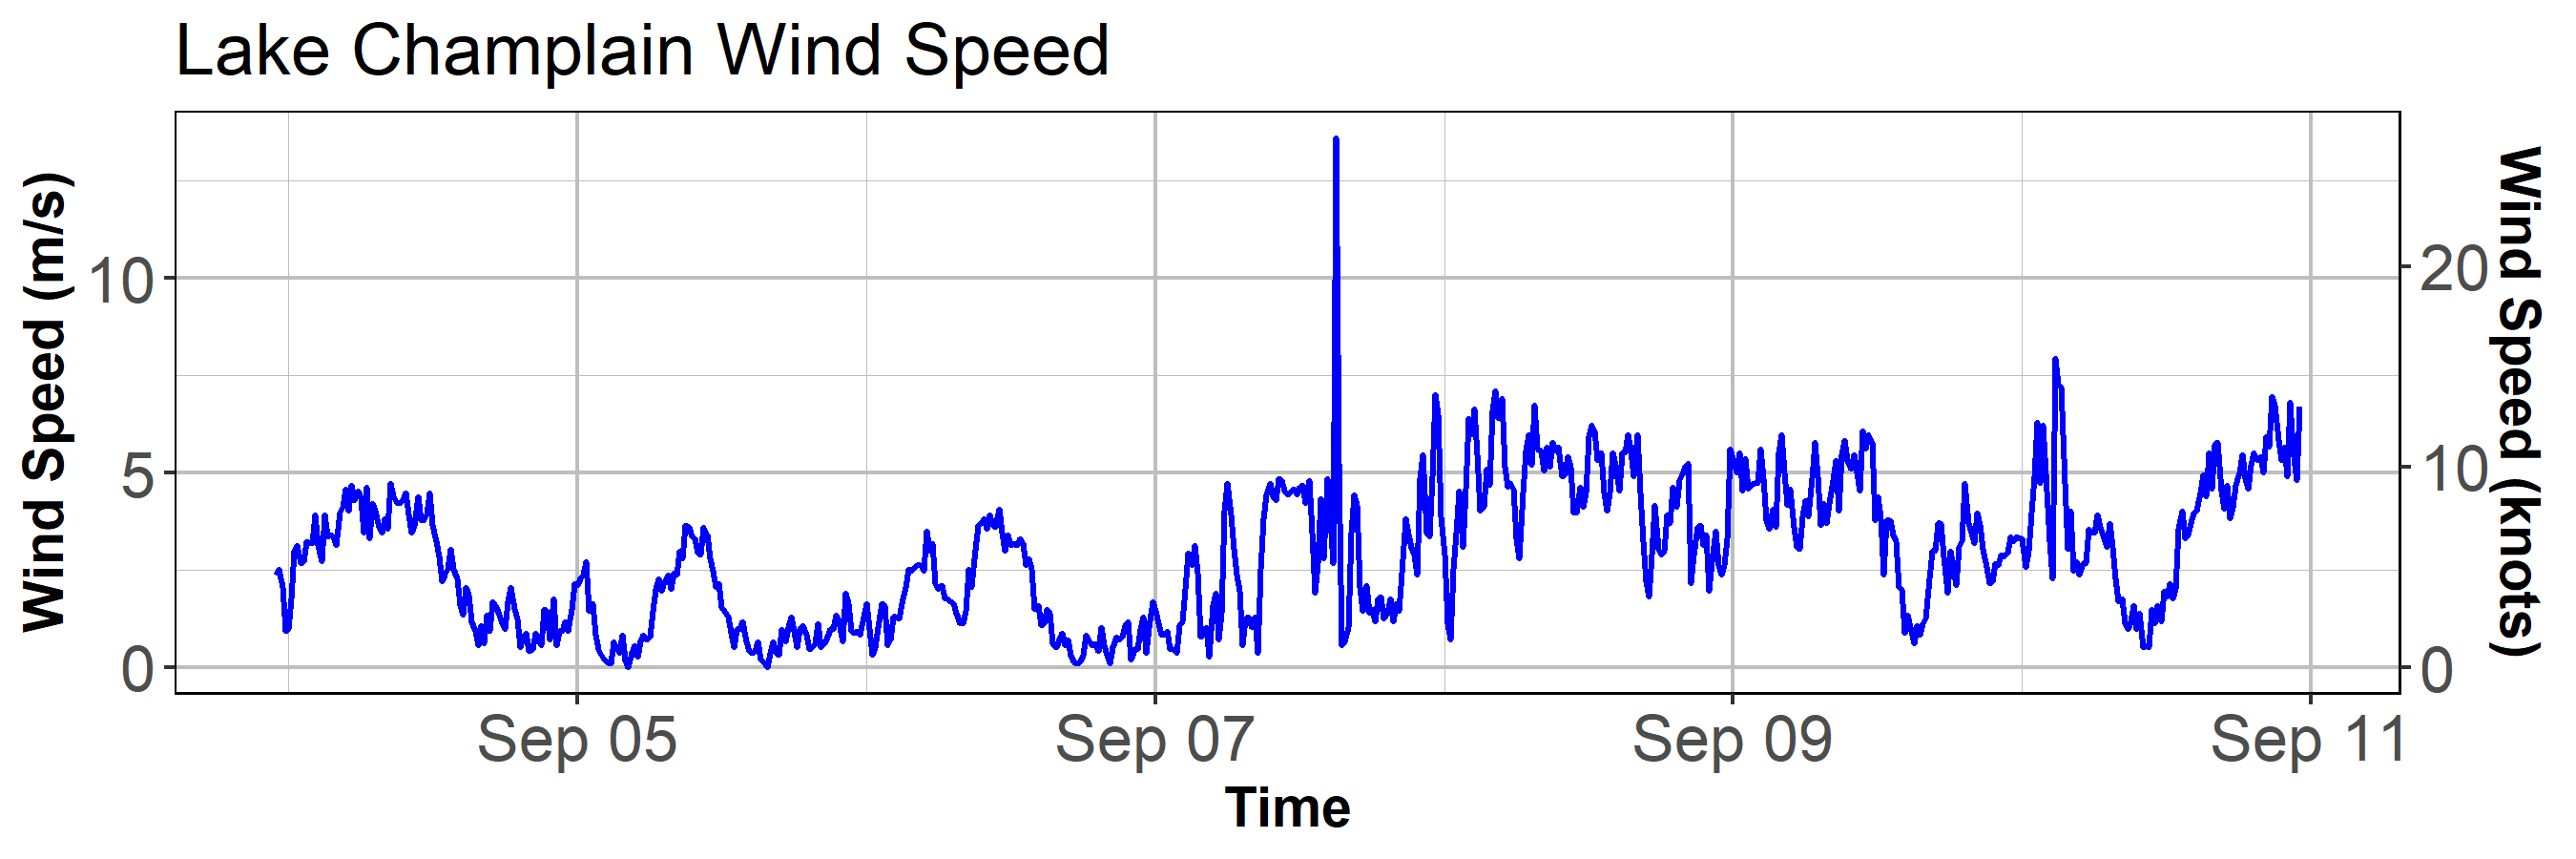 Lake Champlain Wind Speed
Wind Speed (m/s)
10
5
0
20
10
0
Wind Speed (knots)
Sep 05
Sep 07
Sep 09
Sep 11
Time